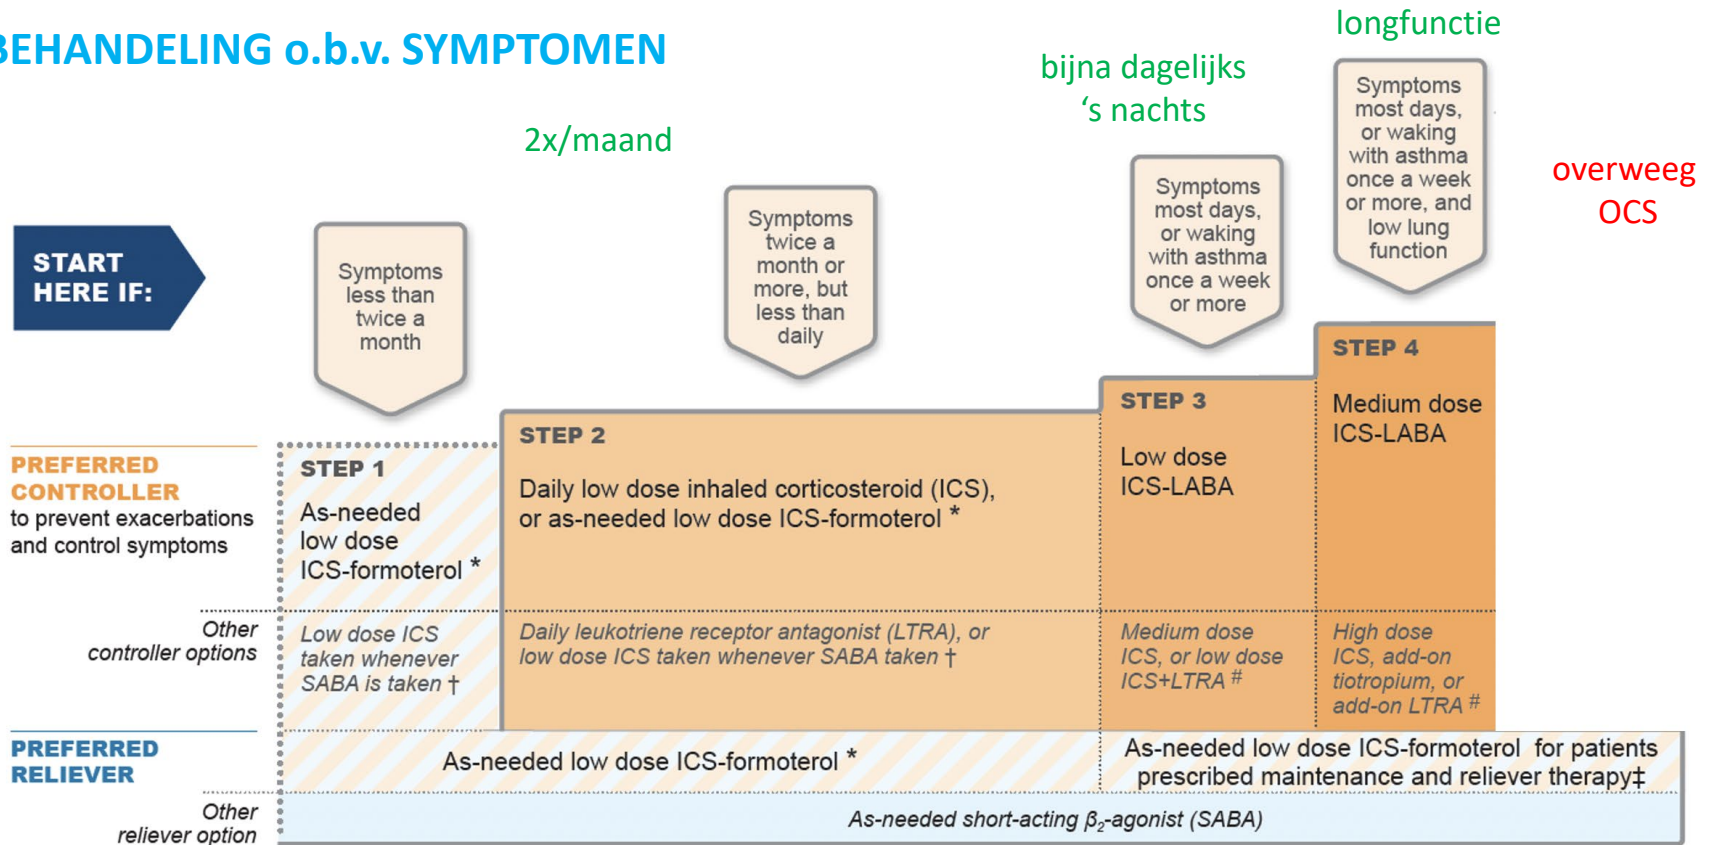 BEHANDELING o.b.v. SYMPTOMEN
longfunctie
bijna dagelijks
‘s nachts
2x/maand
overweeg
OCS
START
HERE IF:
Symptoms
less than
twice a
month
Symptoms
twice a
month or
more, but
less than
daily
Symptoms
most days,
or waking
with asthma
once a week
or more
Symptoms
most days,
or waking
with asthma
once a week
or more, and
low lung
function
PREFERRED
CONTROLLER
to prevent exacerbations
and control symptoms
STEP 1
As-needed
low dose
ICS-formoterol *
STEP 2
Daily low dose inhaled corticosteroid (ICS),
or as-needed low dose ICS-formoterol *
STEP 3
Low dose
ICS-LABA
STEP 4
Medium dose
ICS-LABA
Other
controller options
Low dose ICS
taken whenever
SABA is taken †
Daily leukotriene receptor antagonist (LTRA), or
low dose ICS taken whenever SABA taken †
Medium dose
ICS, or low dose
ICS+LTRA #
High dose
ICS, add-on
tiotropium, or
add-on LTRA #
PREFERRED
RELIEVER
As-needed low dose ICS-formoterol *
As-needed low dose ICS-formoterol for patients
prescribed maintenance and reliever therapy‡
Other
reliever option
As-needed short-acting β₂-agonist (SABA)